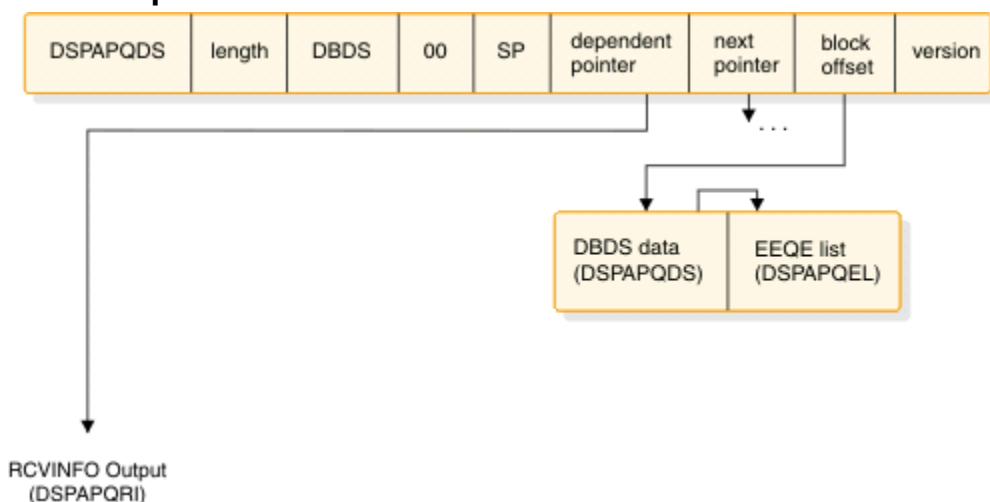 DSPAPQDS length DBDS 00 SP dependent pointer next pointer block offset version
. . .
DBDS data
(DSPAPQDS)
EEQE list
(DSPAPQEL)
RCVINFO Output
(DSPAPQRI)